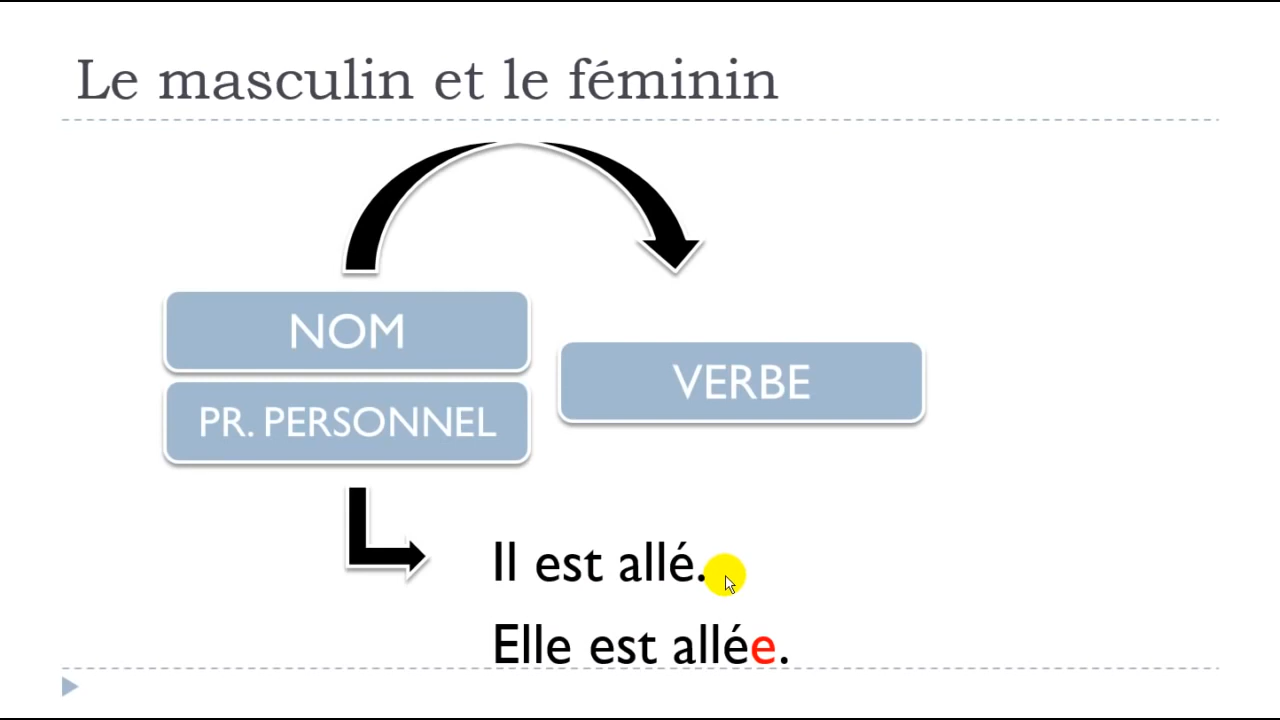 Le masculin et le féminin
NOM
PR. PERSONNEL
VERBE
Il est allé.
Elle est allée.